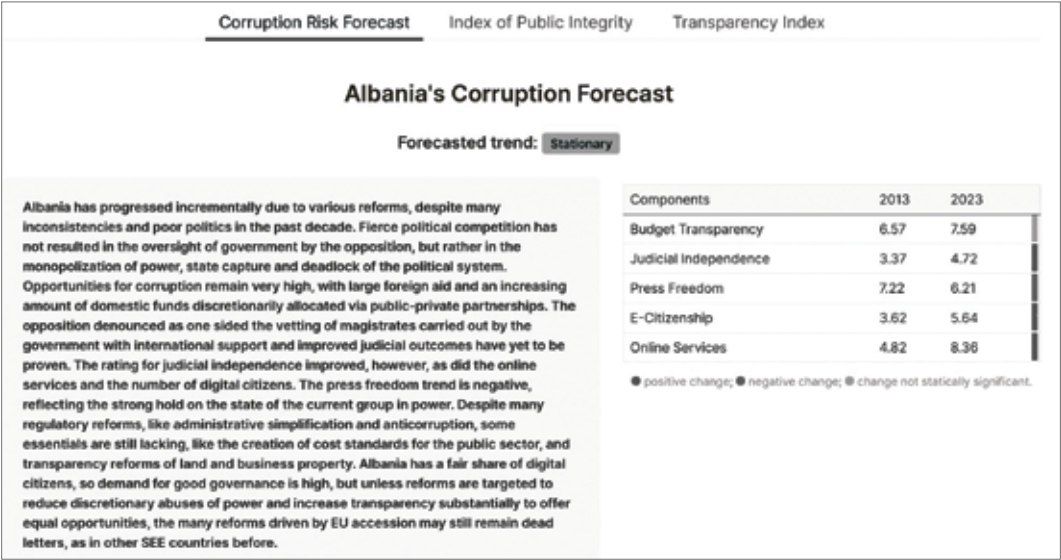 Corruption Risk Forecast Index of Public Integrity Transparency Index
Albania's Corruption Forecast
Forecasted trend: Stationary
Albania has progressed incrementally due to various reforms, despite many
inconsistencies and poor politics in the past decade. Fierce political competition has
not resulted in the oversight of government by the opposition, but rather in the
monopolization of power, state capture and deadlock of the political system.
Opportunities for corruption remain very high, with large foreign aid and an increasing
amount of domestic funds discretionarily allocated via public-private partnerships. The
opposition denounced as one sided the vetting of magistrates carried out by the
government with international support and improved judicial outcomes have yet to be
proven. The rating for judicial independence improved, however, as did the online
services and the number of digital citizens. The press freedom trend is negative,
reflecting the strong hold on the state of the current group in power. Despite many
regulatory reforms, like administrative simplification and anticorruption, some
essentials are still lacking, like the creation of cost standards for the public sector, and
transparency reforms of land and business property. Albania has a fair share of digital
citizens, so demand for good governance is high, but unless reforms are targeted to
reduce discretionary abuses of power and increase transparency substantially to offer
equal opportunities, the many reforms driven by EU accession may still remain dead
letters, as in other SEE countries before.
Components 2013 2023
Budget Transparency 6.57 7.59
Judicial Independence 3.37 4.72
Press Freedom 7.22 6.21
E-Citizenship 3.62 5.64
Online Services 4.82 8.36
positive change; negative change; change not statically significant.